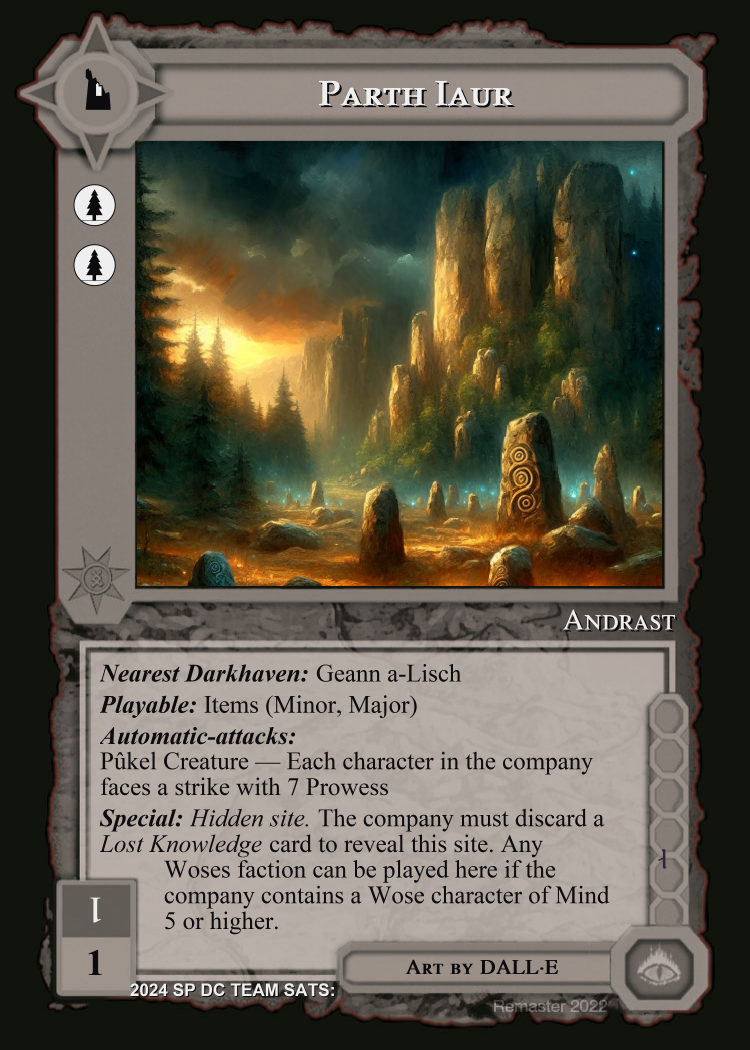 Parth Iaur
Andrast
Nearest Darkhaven: Geann a-Lisch
Playable: Items (Minor, Major)
Automatic-attacks:
Pûkel Creature — Each character in the company
faces a strike with 7 Prowess
Special: Hidden site. The company must discard a
Lost Knowledge card to reveal this site. Any
Woses faction can be played here if the
company contains a Wose character of Mind
5 or higher.
1
1
Art by DALL·E
2024 SP DC TEAM SATS:
Remaster 2022